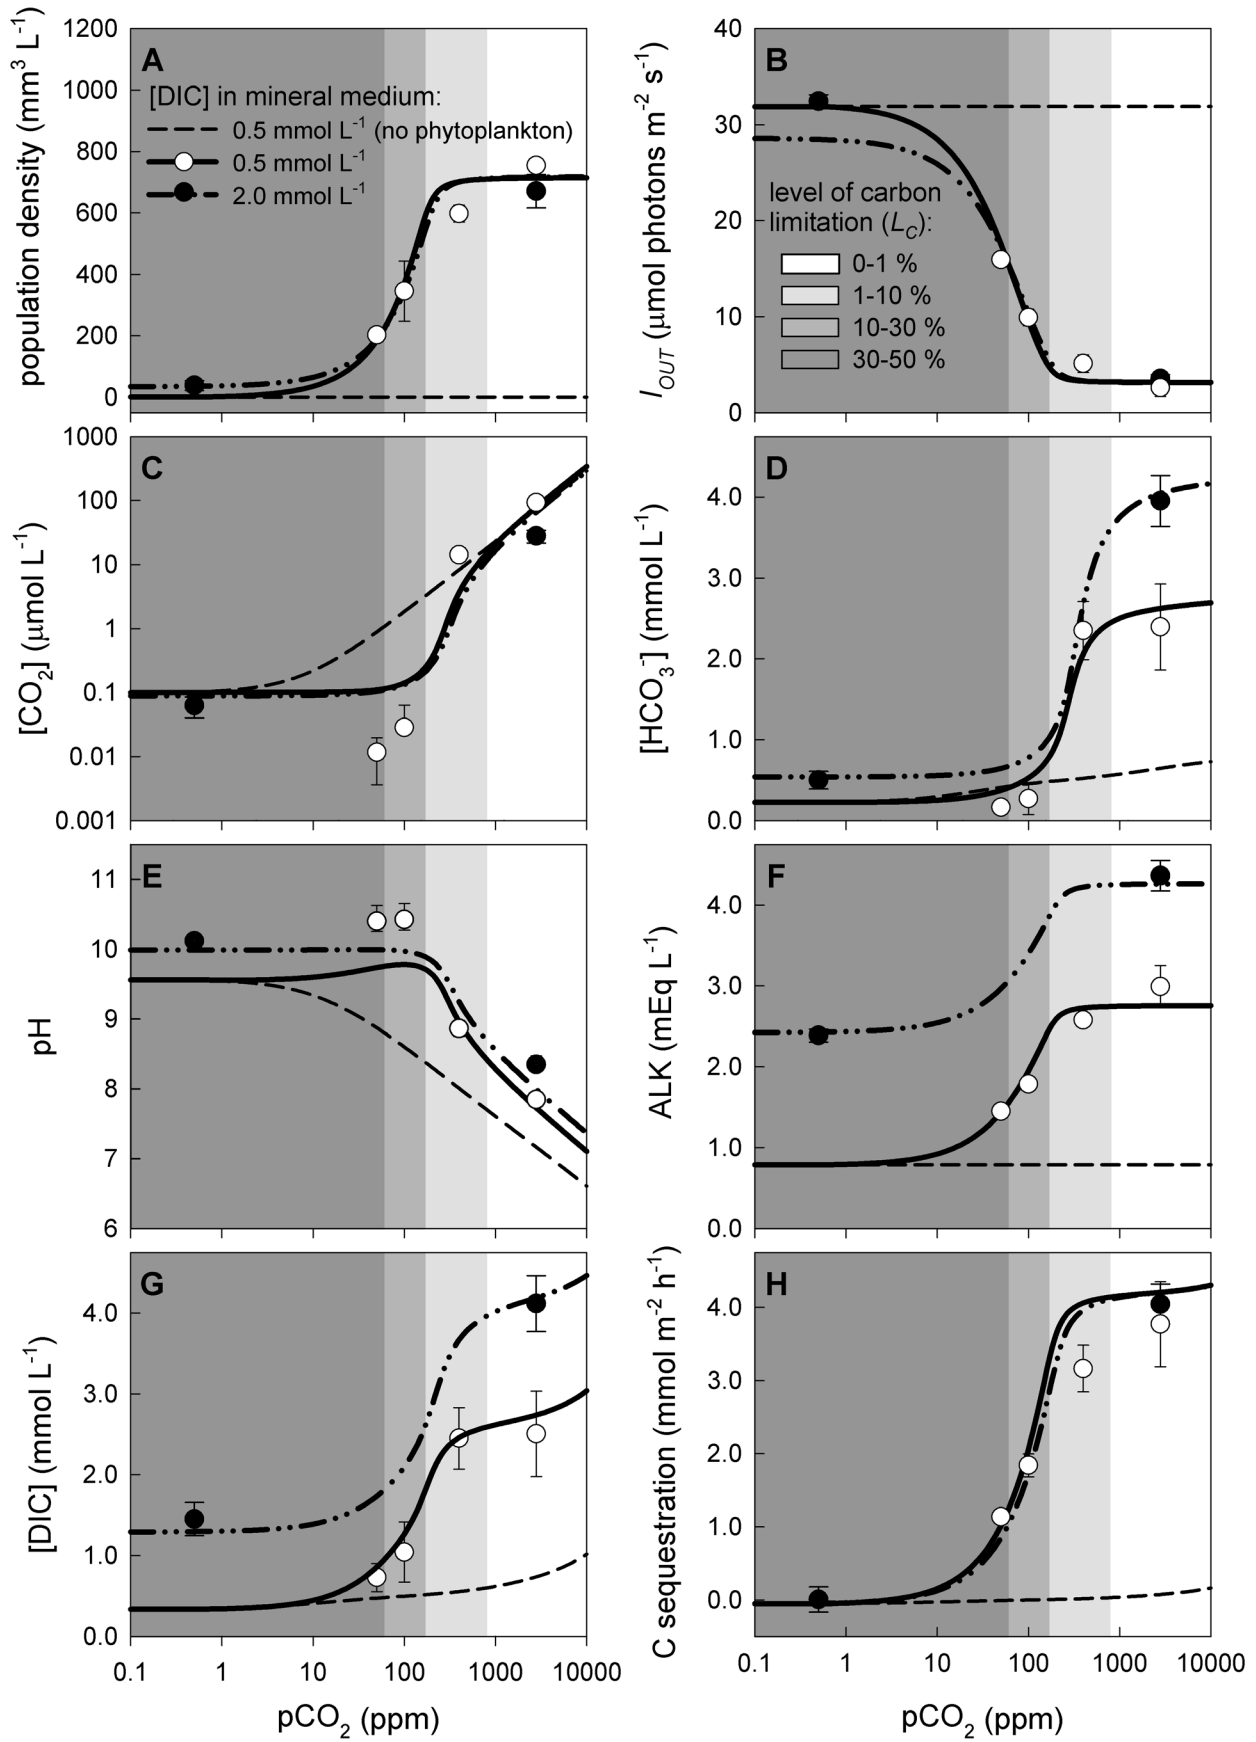 population density (mm³ L⁻¹)
1200
1000
800
600
400
200
0
A
[DIC] in mineral medium:
0.5 mmol L⁻¹ (no phytoplankton)
0.5 mmol L⁻¹
2.0 mmol L⁻¹
I_OUT (μmol photons m⁻² s⁻¹)
40
30
20
10
0
B
level of carbon
limitation (L_C):
0-1 %
1-10 %
10-30 %
30-50 %
[CO₂] (μmol L⁻¹)
1000
100
10
1
0.1
0.01
0.001
C
[HCO₃⁻] (mmol L⁻¹)
4.0
3.0
2.0
1.0
0.0
D
pH
11
10
9
8
7
6
E
ALK (mEq L⁻¹)
4.0
3.0
2.0
1.0
0.0
F
[DIC] (mmol L⁻¹)
4.0
3.0
2.0
1.0
0.0
G
0.1 1 10 100 1000 10000
pCO₂ (ppm)
C sequestration (mmol m⁻² h⁻¹)
4.0
3.0
2.0
1.0
0.0
H
0.1 1 10 100 1000 10000
pCO₂ (ppm)